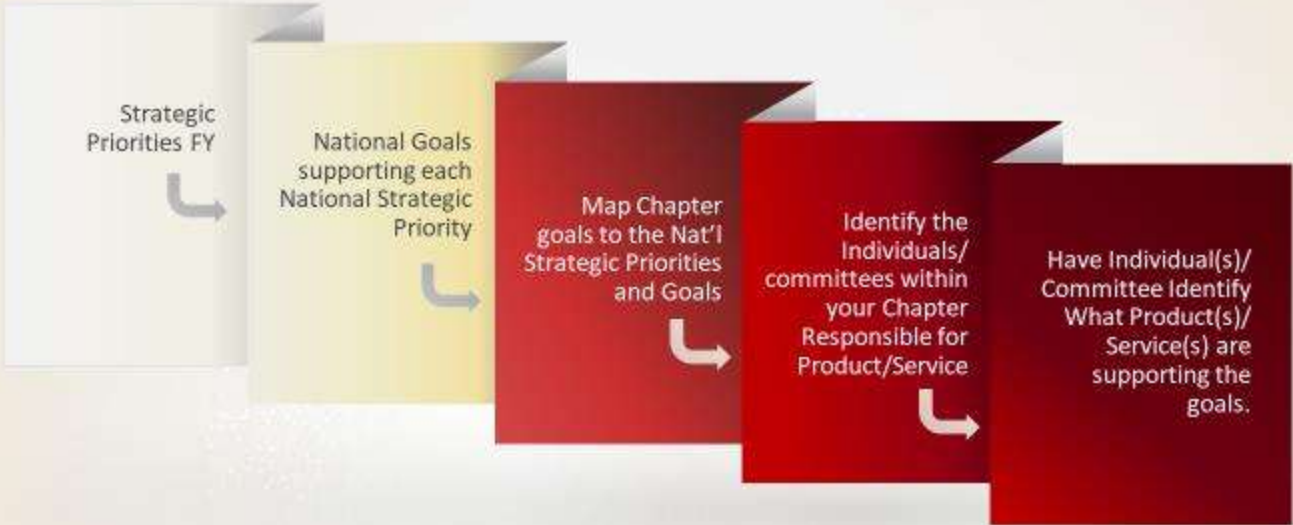 Strategic
Priorities FY
National Goals
supporting each
National Strategic
Priority
Map Chapter
goals to the Nat'l
Strategic Priorities
and Goals
Identify the
Individuals/
committees within
your Chapter
Responsible for
Product/Service
Have Individual(s)/
Committee Identify
What Product(s)/
Service(s) are
supporting the
goals.